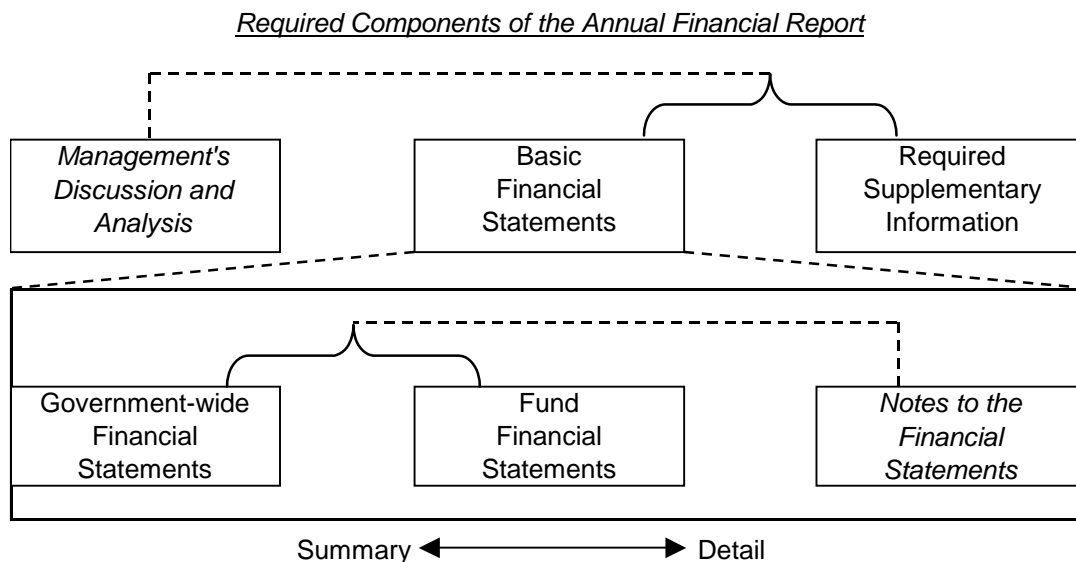 Required Components of the Annual Financial Report
Management's
Discussion and
Analysis
Basic
Financial
Statements
Required
Supplementary
Information
Government-wide
Financial
Statements
Fund
Financial
Statements
Notes to the
Financial
Statements
Summary
Detail